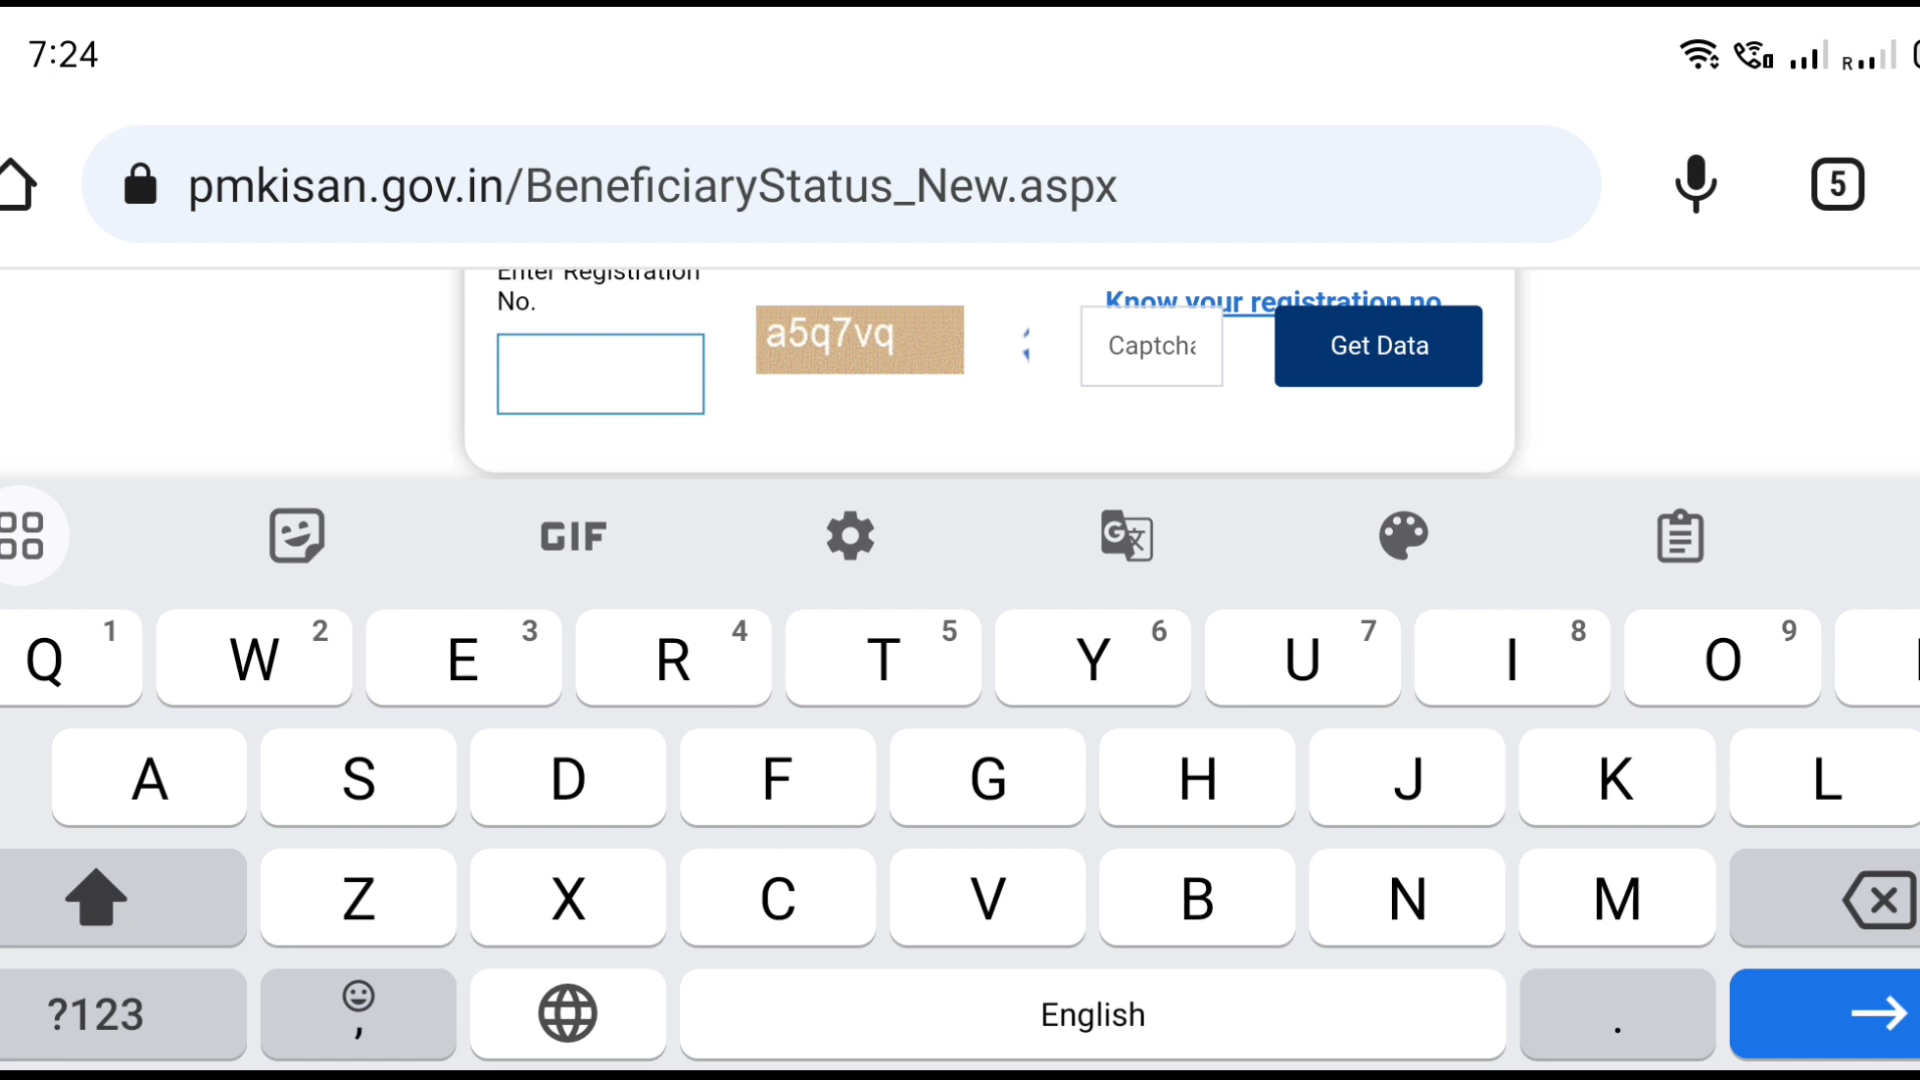 7:24
R
pmkisan.gov.in/BeneficiaryStatus_New.aspx
5
Enter Registration
No.
Know your registration no
a5q7vq
Captcha
Get Data
GIF
G
Q 1 W 2 E 3 R 4 T 5 Y 6 U 7 I 8 O 9
A S D F G H J K L
Z X C V B N M
?123 , English .